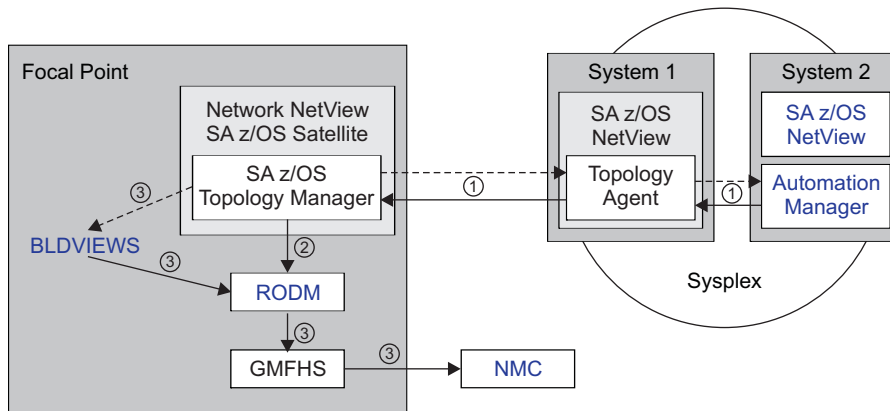 Focal Point
Network NetView
SA z/OS Satellite
SA z/OS
Topology Manager
③
BLDVIEWS
③
②
RODM
③
GMFHS
③
NMC
①
System 1
SA z/OS
NetView
Topology
Agent
①
System 2
SA z/OS
NetView
Automation
Manager
Sysplex